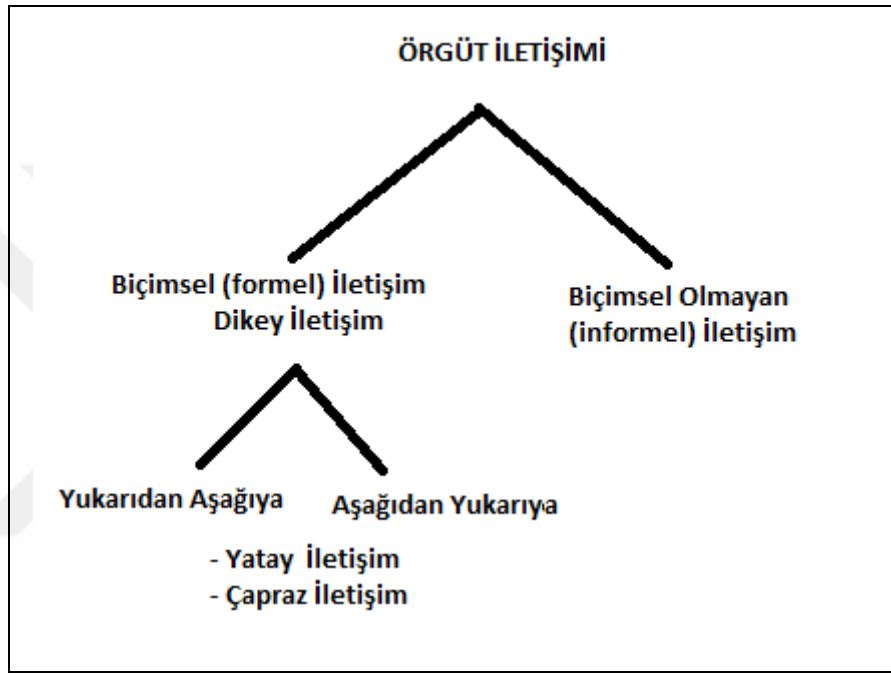 ÖRGÜT İLETİŞİMİ
Biçimsel (formel) İletişim
Dikey İletişim
Biçimsel Olmayan
(informel) İletişim
Yukarıdan Aşağıya
Aşağıdan Yukarıya
- Yatay İletişim
- Çapraz İletişim